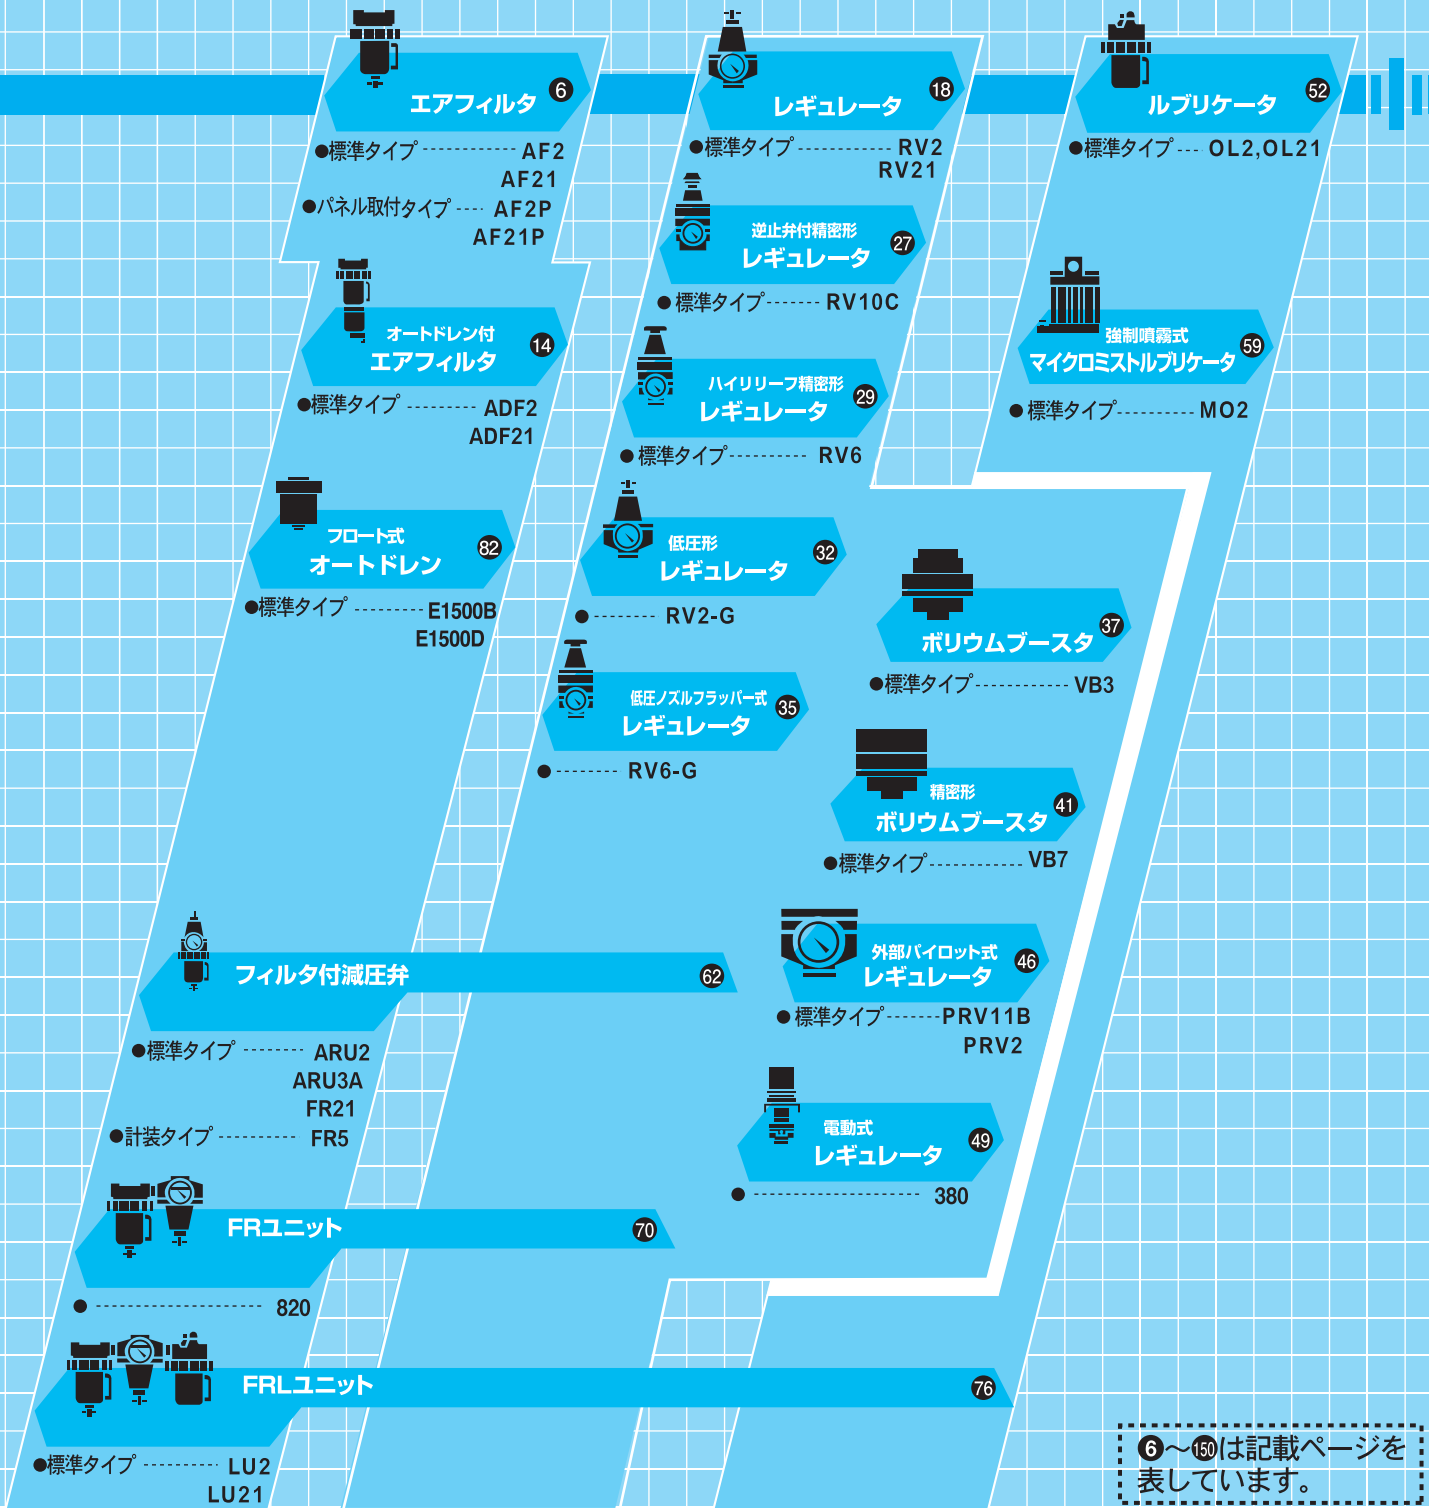 エアフィルタ 6
●標準タイプ ---------- AF2
AF21
●パネル取付タイプ ---- AF2P
AF21P
オートドレン付
エアフィルタ 14
●標準タイプ ---------- ADF2
ADF21
フロート式
オートドレン 82
●標準タイプ ---------- E1500B
E1500D
フィルタ付減圧弁 62
●標準タイプ --------- ARU2
ARU3A
FR21
●計装タイプ ----------- FR5
FRユニット 70
● ------------------------ 820
FRLユニット 76
●標準タイプ ----------- LU2
LU21
レギュレータ 18
●標準タイプ ------------- RV2
RV21
逆止弁付精密形
レギュレータ 27
●標準タイプ------- RV10C
ハイリリーフ精密形
レギュレータ 29
●標準タイプ----------- RV6
低圧形
レギュレータ 32
● --------- RV2-G
低圧ノズルフラッパー式
レギュレータ 35
● --------- RV6-G
ボリウムブースタ 37
●標準タイプ-------------- VB3
精密形
ボリウムブースタ 41
●標準タイプ-------------- VB7
外部パイロット式
レギュレータ 46
●標準タイプ-------PRV11B
PRV2
電動式
レギュレータ 49
● ------------------------ 380
ルブリケータ 52
●標準タイプ---- OL2,OL21
強制噴霧式
マイクロミストルブリケータ 59
●標準タイプ----------- MO2
6〜150は記載ページを
表しています。